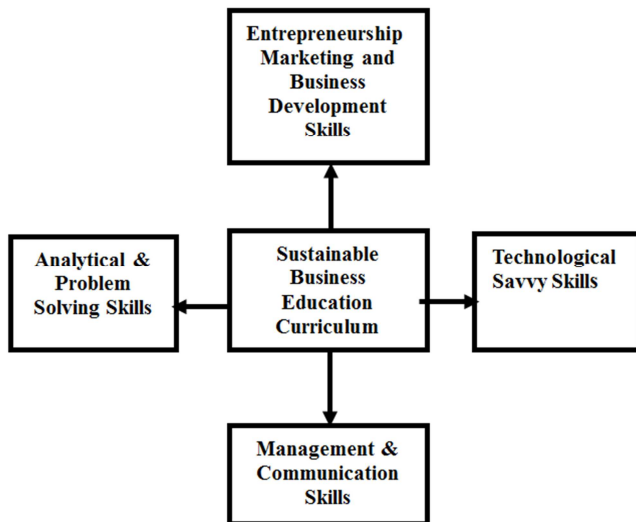 Entrepreneurship
Marketing and
Business
Development
Skills
Analytical &
Problem
Solving Skills
Sustainable
Business
Education
Curriculum
Technological
Savvy Skills
Management &
Communication
Skills